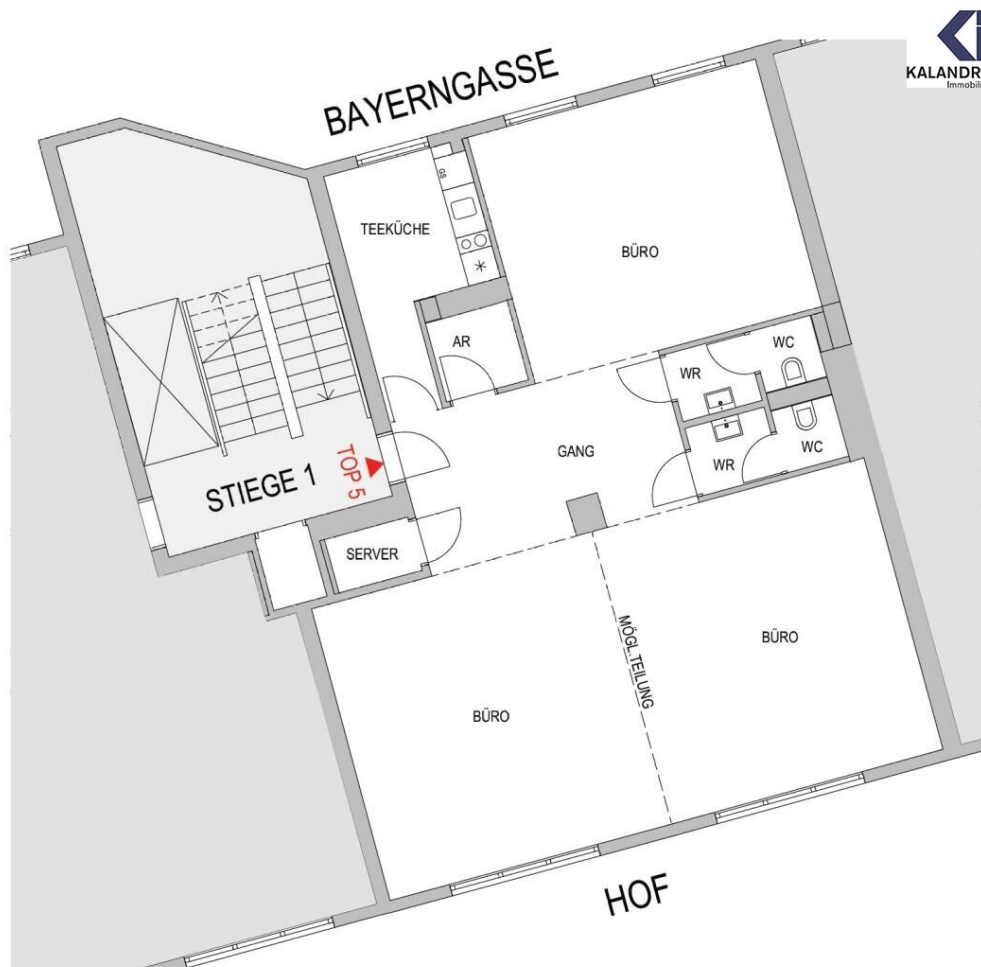 KALANDR
Immobili
BAYERNGASSE
GS
TEEKÜCHE
BÜRO
AR
WR
WC
GANG
WR
WC
TOP 5
STIEGE 1
SERVER
MÖGL.TEILUNG
BÜRO
BÜRO
HOF